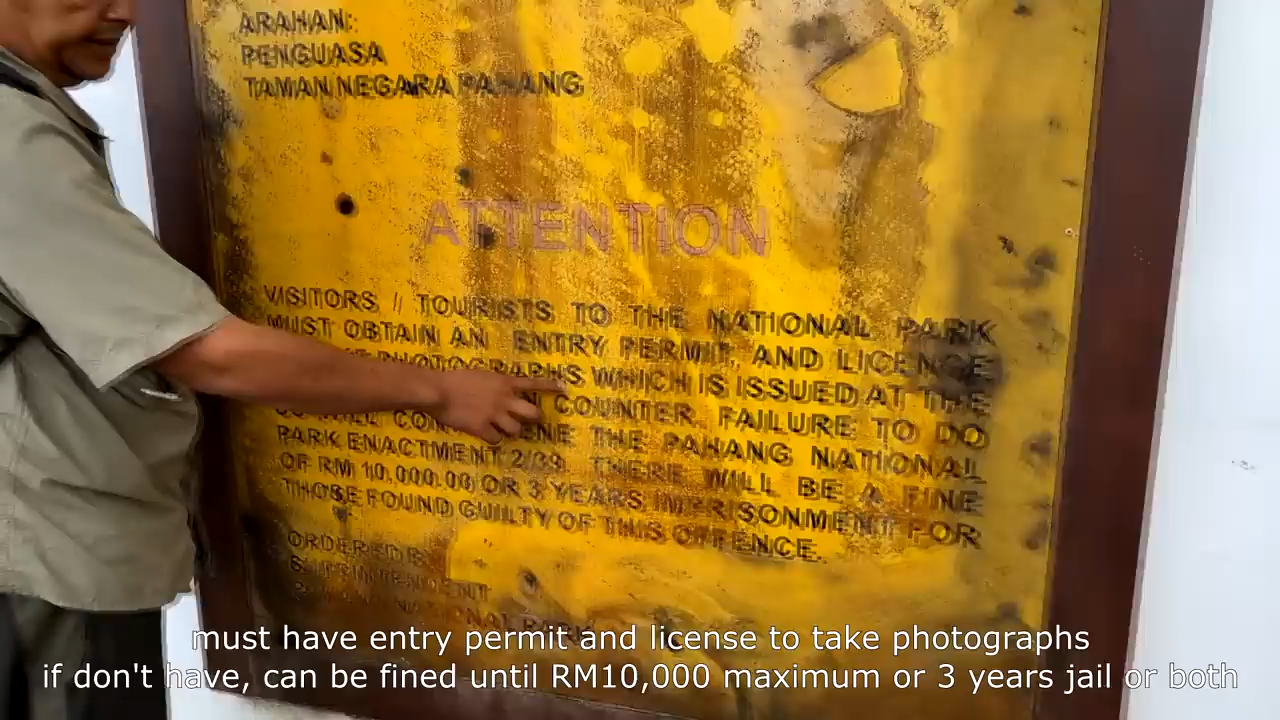 ARAHAN:
PENGUASA
TAMAN NEGARA PAHANG
ATTENTION
VISITORS // TOURISTS TO THE NATIONAL PARK
MUST OBTAIN AN ENTRY PERMIT, AND LICENCE
PHOTOGRAPHS WHICH IS ISSUED AT THE
COUNTER. FAILURE TO DO
THE PAHANG NATIONAL
PARK ENACTMENT 2/39. THERE WILL BE A FINE
OF RM 10,000.00 OR 3 YEARS IMPRISONMENT FOR
THOSE FOUND GUILTY OF THIS OFFENCE.
ORDERED BY
SUPERINTENDENT
NATIONAL PARK
must have entry permit and license to take photographs
if don't have, can be fined until RM10,000 maximum or 3 years jail or both